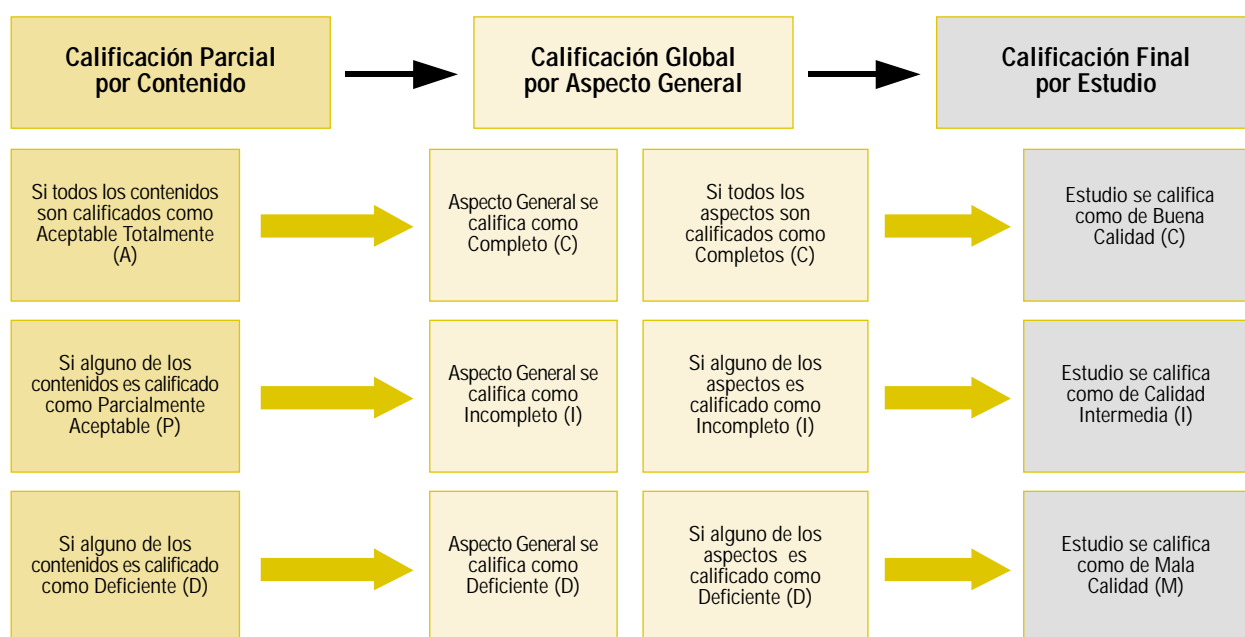 Calificación Parcial
por Contenido
Calificación Global
por Aspecto General
Calificación Final
por Estudio
Si todos los contenidos
son calificados como
Aceptable Totalmente
(A)
Aspecto General se
califica como
Completo (C)
Si todos los
aspectos son
calificados como
Completos (C)
Estudio se califica
como de Buena
Calidad (C)
Si alguno de los
contenidos es calificado
como Parcialmente
Aceptable (P)
Aspecto General se
califica como
Incompleto (I)
Si alguno de los
aspectos es
calificado como
Incompleto (I)
Estudio se califica
como de Calidad
Intermedia (I)
Si alguno de los
contenidos es calificado
como Deficiente (D)
Aspecto General se
califica como
Deficiente (D)
Si alguno de los
aspectos es
calificado como
Deficiente (D)
Estudio se califica
como de Mala
Calidad (M)